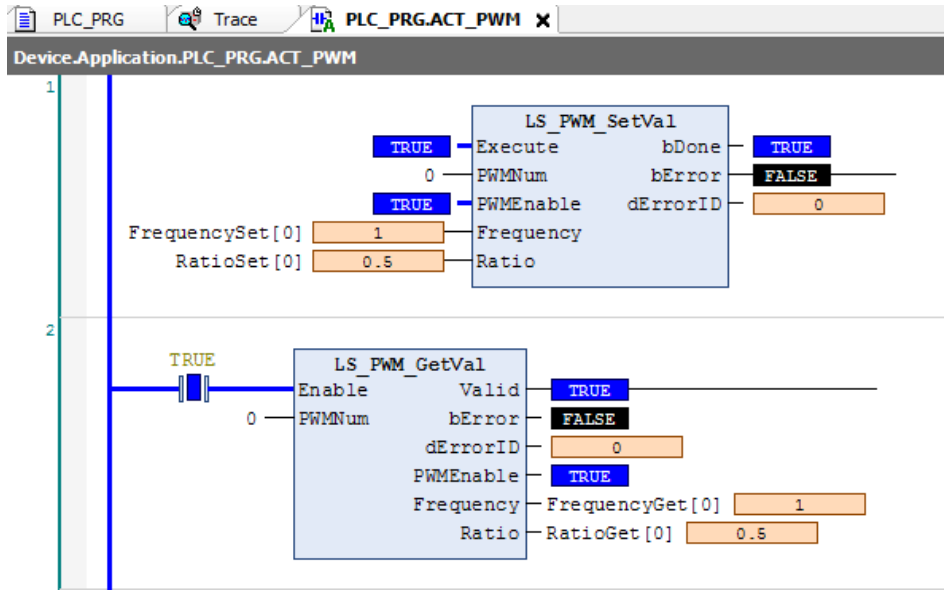 PLC_PRG Trace PLC_PRG.ACT_PWM
Device.Application.PLC_PRG.ACT_PWM
1
LS_PWM_SetVal
TRUE Execute bDone TRUE
0 PWMNum bError FALSE
TRUE PWMEnable dErrorID 0
FrequencySet[0] 1 Frequency
RatioSet[0] 0.5 Ratio
2
TRUE LS_PWM_GetVal
Enable Valid TRUE
0 PWMNum bError FALSE
dErrorID 0
PWMEnable TRUE
Frequency FrequencyGet[0] 1
Ratio RatioGet[0] 0.5